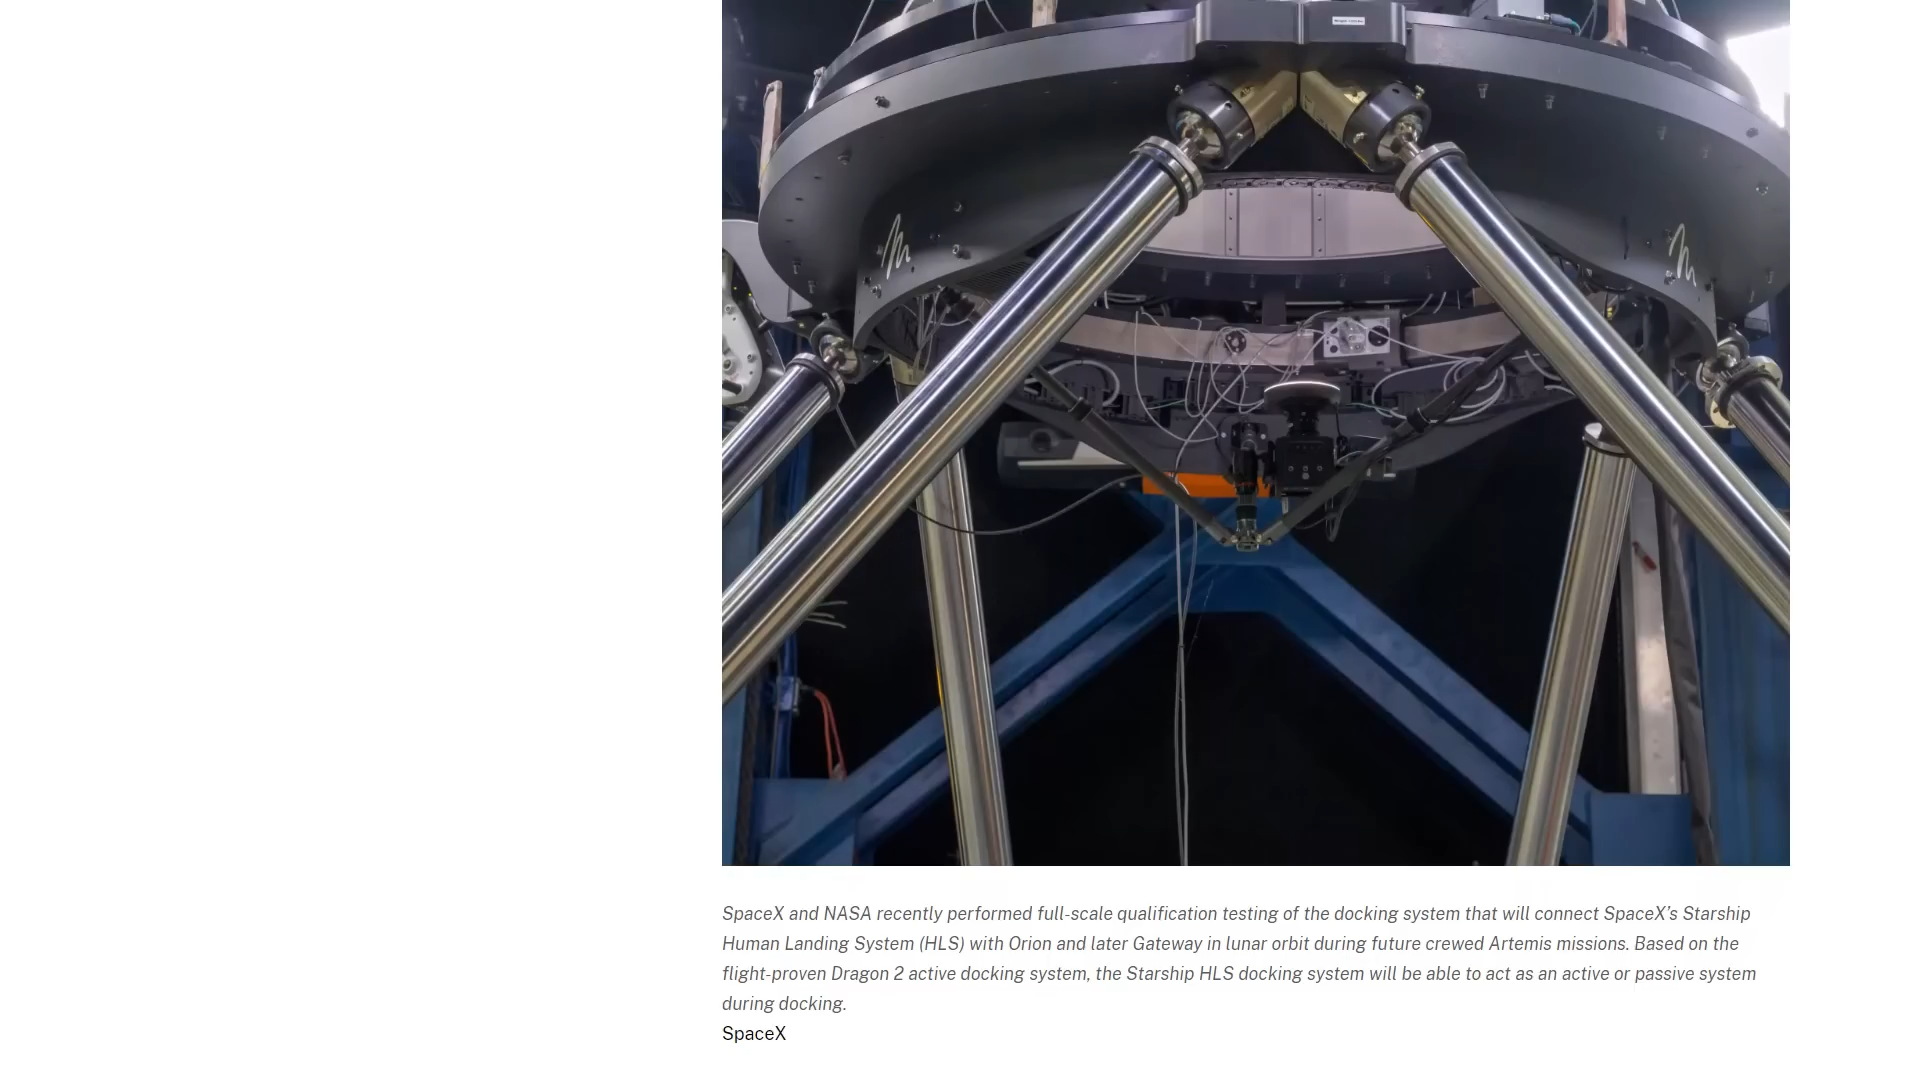 SpaceX and NASA recently performed full-scale qualification testing of the docking system that will connect SpaceX’s Starship
Human Landing System (HLS) with Orion and later Gateway in lunar orbit during future crewed Artemis missions. Based on the
flight-proven Dragon 2 active docking system, the Starship HLS docking system will be able to act as an active or passive system
during docking.
SpaceX